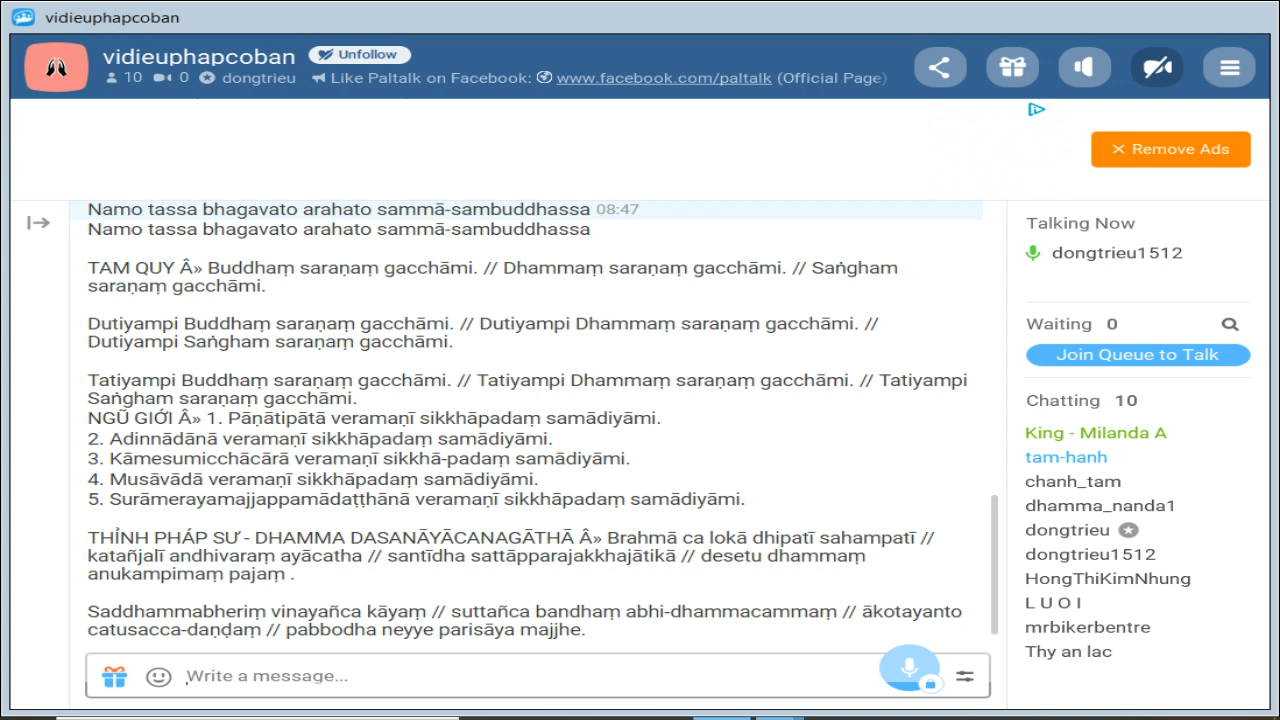 vidieuphapcoban
vidieuphapcoban Unfollow
10 0 dongtrieu Like Paltalk on Facebook: www.facebook.com/paltalk (Official Page)
Remove Ads
Namo tassa bhagavato arahato sammā-sambuddhassa 08:47
Namo tassa bhagavato arahato sammā-sambuddhassa
TAM QUY Â» Buddhaṃ saraṇaṃ gacchāmi. // Dhammaṃ saraṇaṃ gacchāmi. // Saṅgham
saraṇaṃ gacchāmi.
Dutiyampi Buddhaṃ saraṇaṃ gacchāmi. // Dutiyampi Dhammaṃ saraṇaṃ gacchāmi. //
Dutiyampi Saṅgham saraṇaṃ gacchāmi.
Tatiyampi Buddhaṃ saraṇaṃ gacchāmi. // Tatiyampi Dhammaṃ saraṇaṃ gacchāmi. // Tatiyampi
Saṅgham saraṇaṃ gacchāmi.
NGŨ GIỚI Â» 1. Pāṇātipātā veramaṇī sikkhāpadaṃ samādiyāmi.
2. Adinnādānā veramaṇī sikkhāpadaṃ samādiyāmi.
3. Kāmesumicchācārā veramaṇī sikkhā-padaṃ samādiyāmi.
4. Musāvādā veramaṇī sikkhāpadaṃ samādiyāmi.
5. Surāmerayamajjappamādaṭṭhānā veramaṇī sikkhāpadaṃ samādiyāmi.
THỈNH PHÁP SƯ - DHAMMA DASANĀYĀCANAGĀTHĀ Â» Brahmā ca lokā dhipatī sahampatī //
katañjalī andhivaraṃ ayācatha // santīdha sattāpparajakkhajātikā // desetu dhammaṃ
anukampimaṃ pajaṃ .
Saddhammabheriṃ vinayañca kāyaṃ // suttañca bandhaṃ abhi-dhammacammaṃ // ākotayanto
catusacca-daṇḍaṃ // pabbodha neyye parisāya majjhe.
Write a message...
Talking Now
dongtrieu1512
Waiting 0
Join Queue to Talk
Chatting 10
King - Milanda A
tam-hanh
chanh_tam
dhamma_nanda1
dongtrieu
dongtrieu1512
HongThiKimNhung
L U O I
mrbikerbentre
Thy an lac